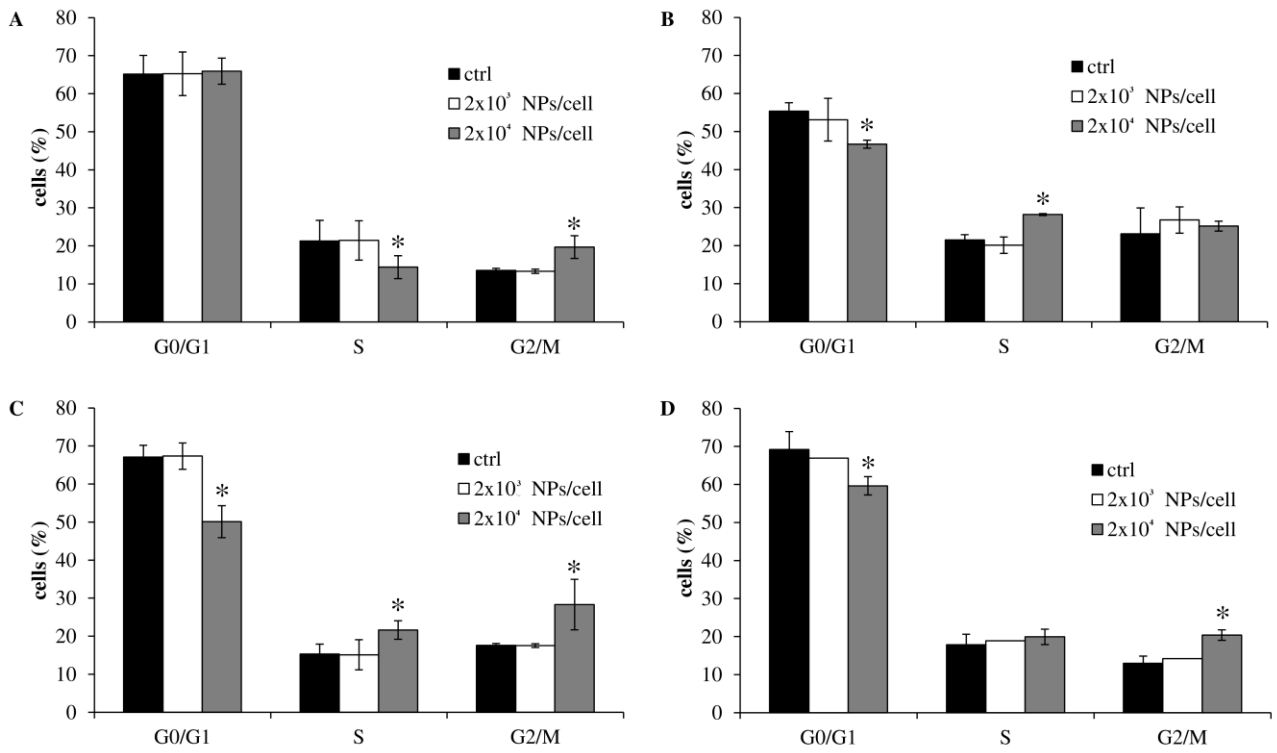 A
80
70
60
50
40
30
20
10
0
cells (%)
ctrl
2x10³ NPs/cell
2x10⁴ NPs/cell
*
*
G0/G1 S G2/M
B
80
70
60
50
40
30
20
10
0
cells (%)
ctrl
2x10³ NPs/cell
2x10⁴ NPs/cell
*
*
G0/G1 S G2/M
C
80
70
60
50
40
30
20
10
0
cells (%)
ctrl
2x10³ NPs/cell
2x10⁴ NPs/cell
*
*
*
G0/G1 S G2/M
D
80
70
60
50
40
30
20
10
0
cells (%)
ctrl
2x10³ NPs/cell
2x10⁴ NPs/cell
*
*
G0/G1 S G2/M